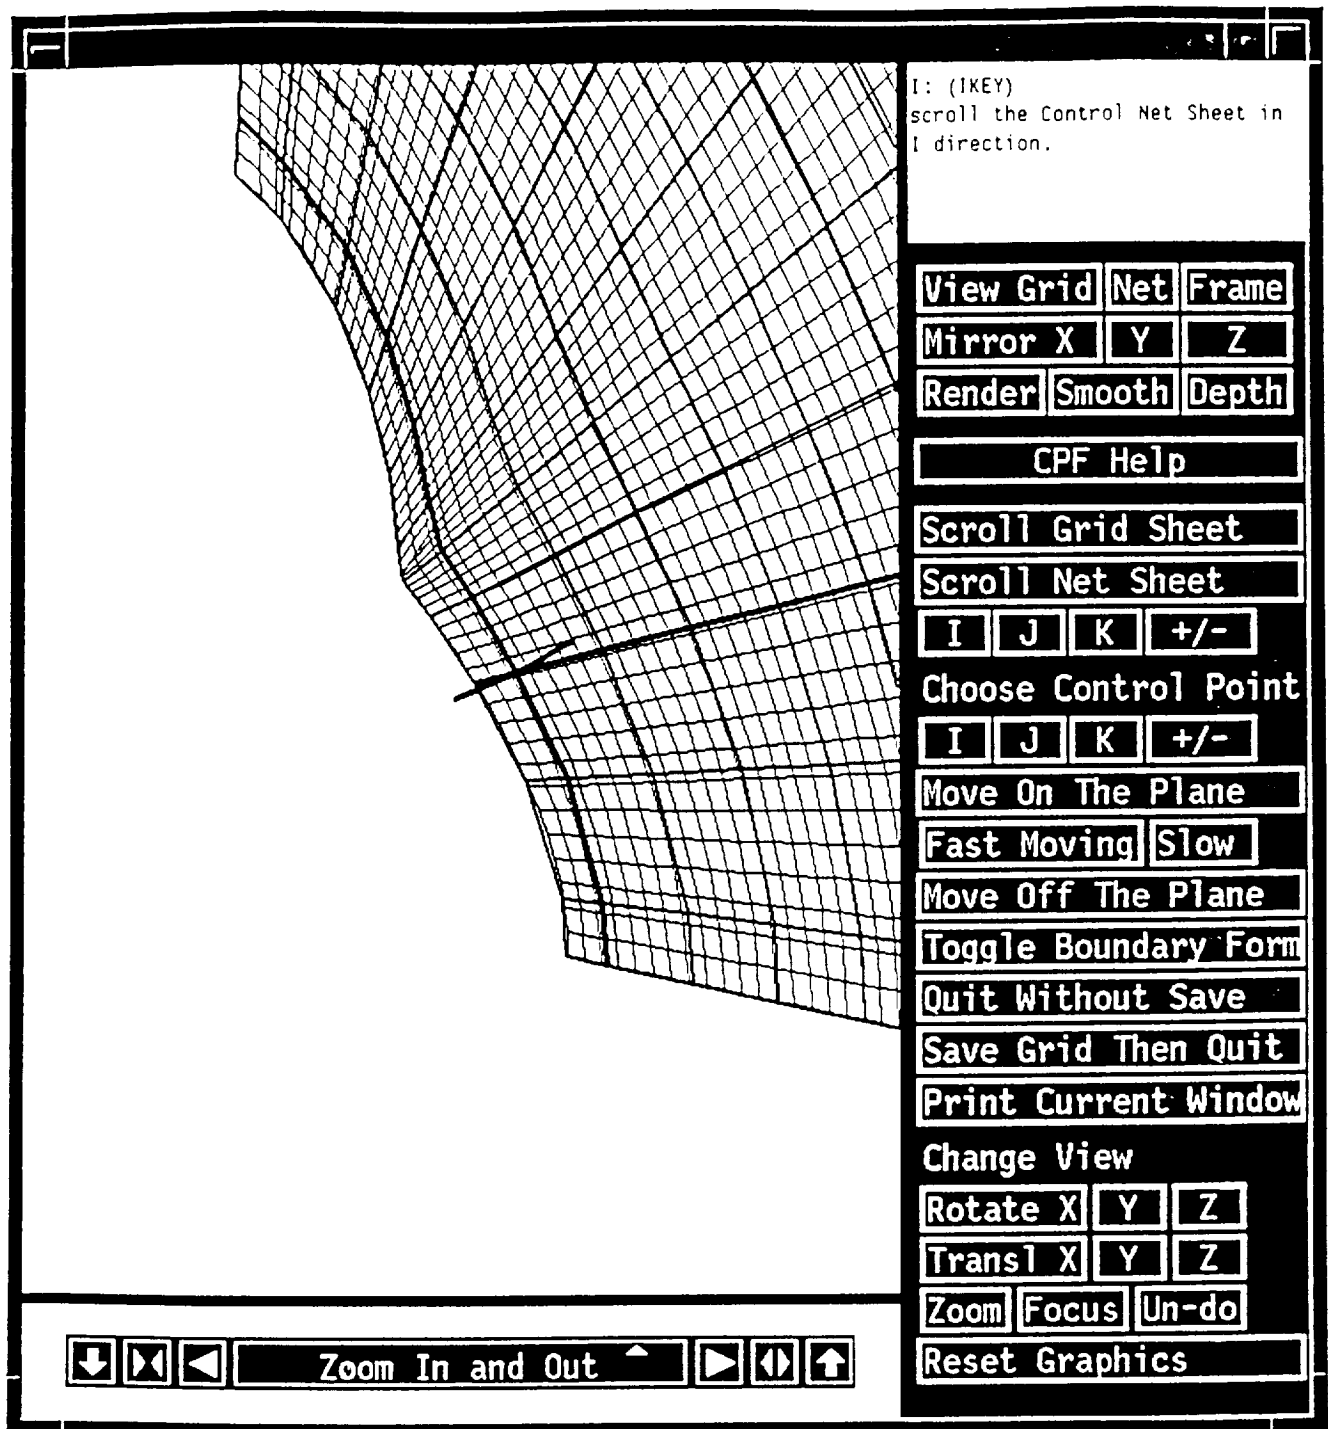 I: (IKEY)
scroll the Control Net Sheet in
I direction.
View Grid Net Frame
Mirror X Y Z
Render Smooth Depth
CPF Help
Scroll Grid Sheet
Scroll Net Sheet
I J K +/-
Choose Control Point
I J K +/-
Move On The Plane
Fast Moving Slow
Move Off The Plane
Toggle Boundary Form
Quit Without Save
Save Grid Then Quit
Print Current Window
Change View
Rotate X Y Z
Transl X Y Z
Zoom Focus Un-do
Reset Graphics
Zoom In and Out